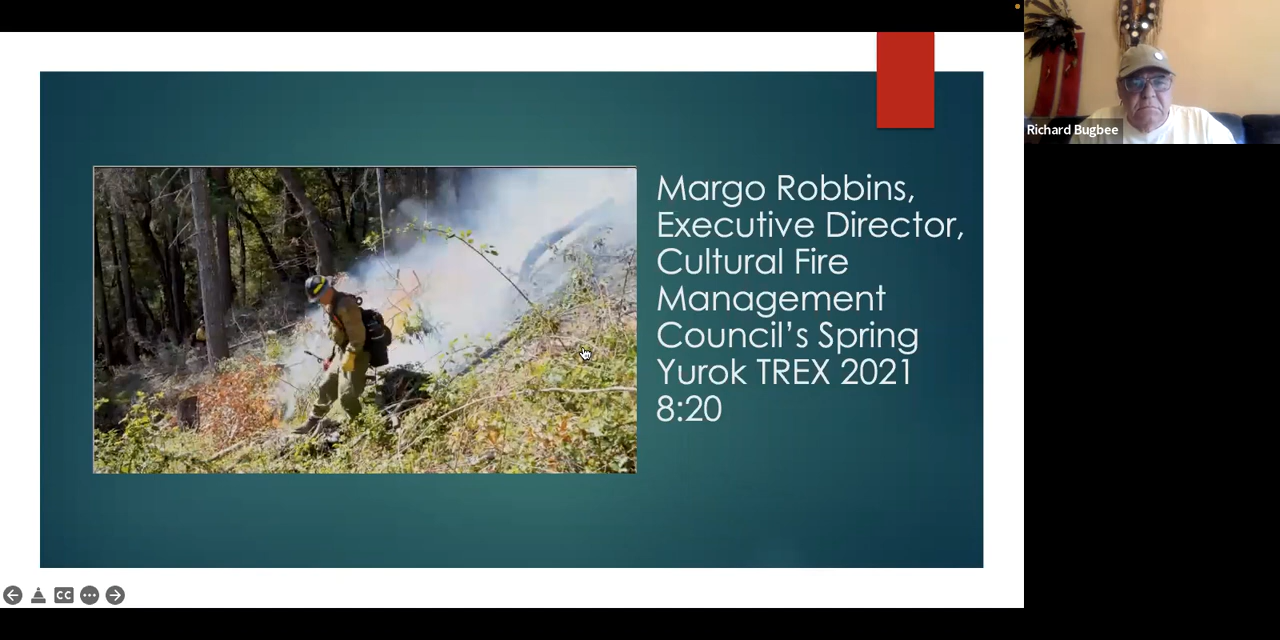 Margo Robbins,
Executive Director,
Cultural Fire
Management
Council’s Spring
Yurok TREX 2021
8:20
Richard Bugbee
CC